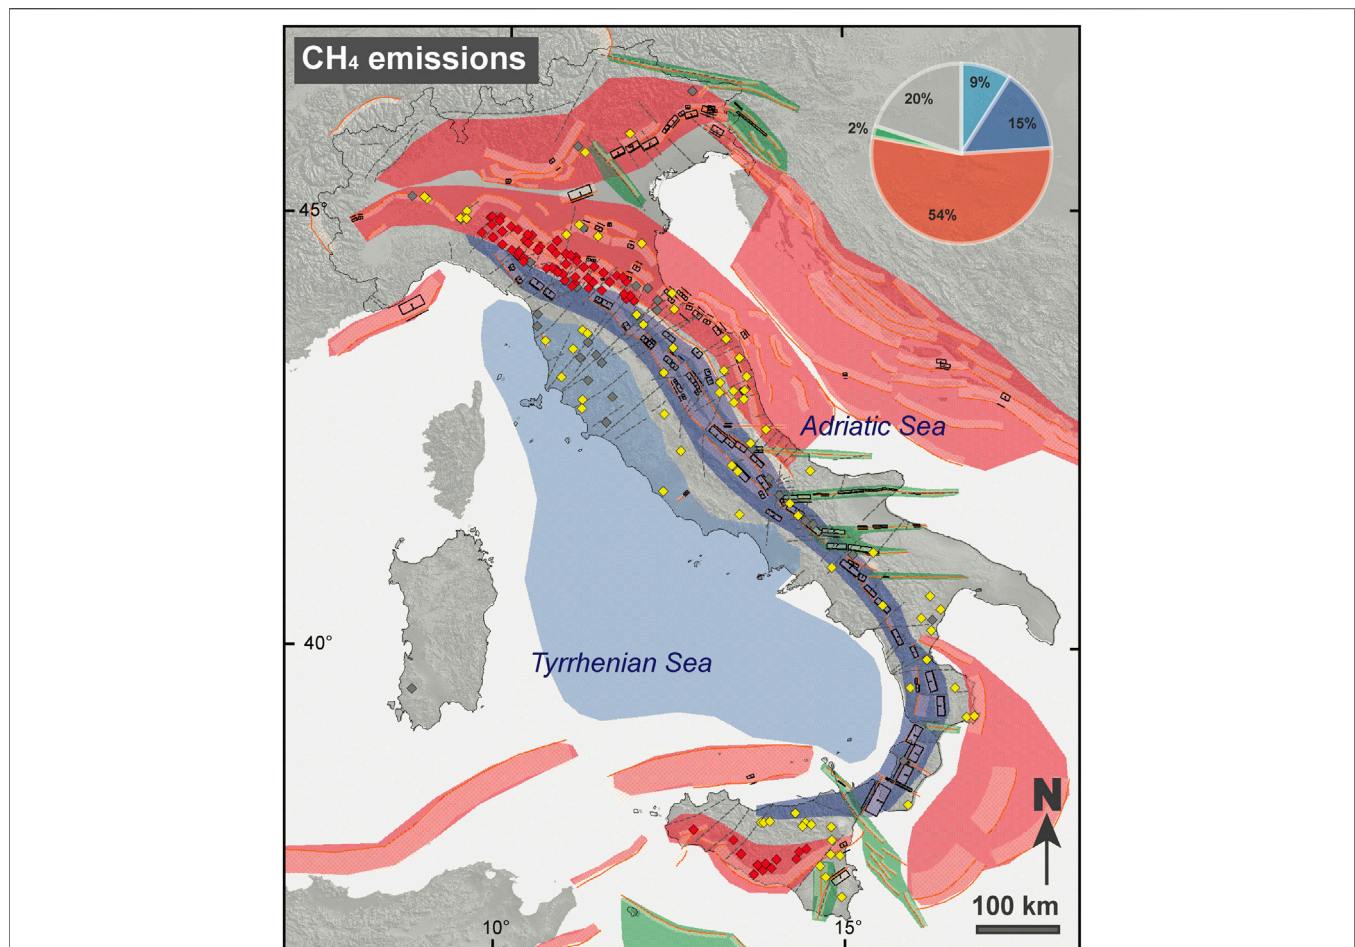 CH₄ emissions
9%
20%
2%
15%
54%
45°
Adriatic Sea
40°
Tyrrhenian Sea
N
100 km
10°
15°